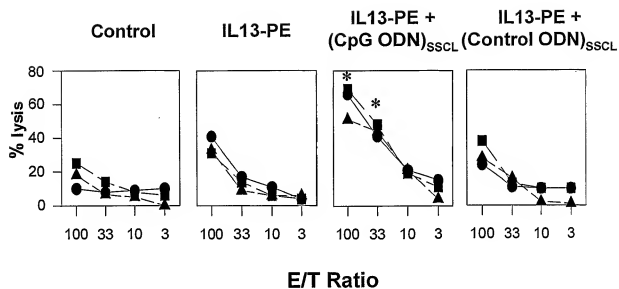 Control
IL13-PE
IL13-PE +
(CpG ODN)SSCL
IL13-PE +
(Control ODN)SSCL
% lysis
80
60
40
20
0
* *
100 33 10 3
100 33 10 3
100 33 10 3
100 33 10 3
E/T Ratio